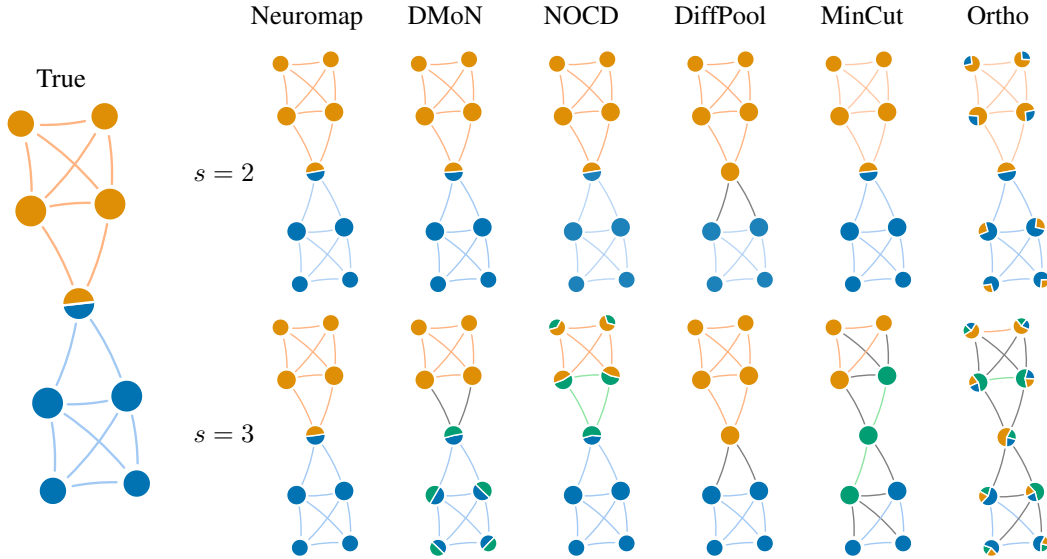 Neuromap DMoN NOCD DiffPool MinCut Ortho
True
s = 2
s = 3